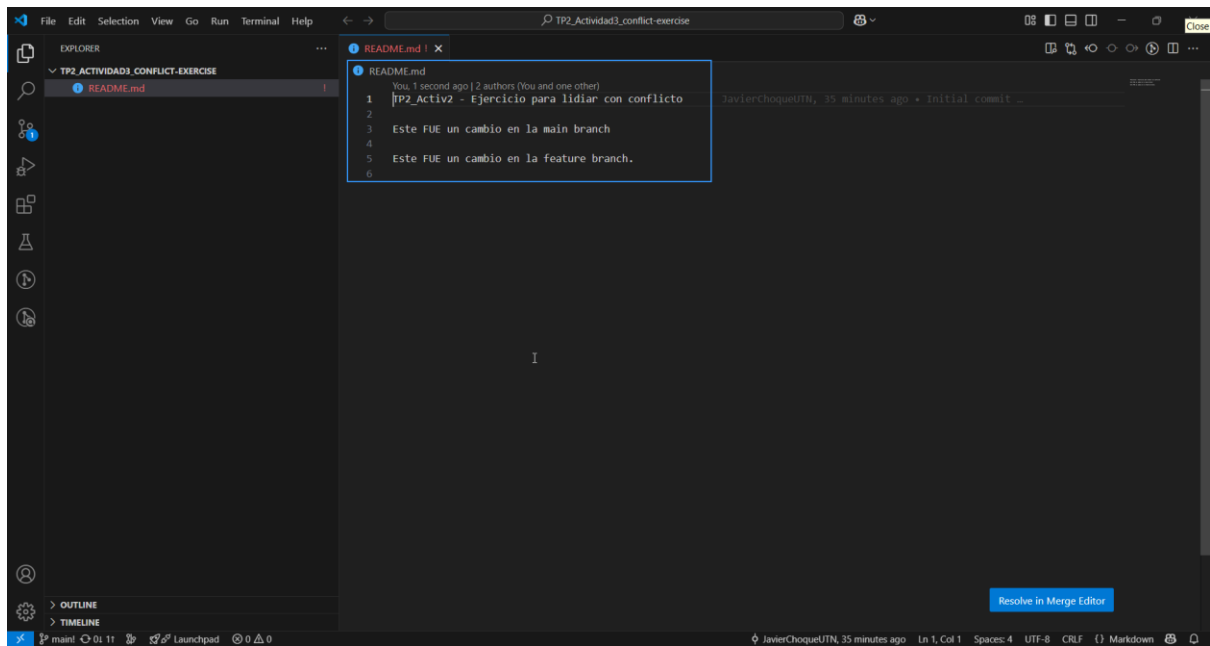 File Edit Selection View Go Run Terminal Help
TP2_Actividad3_conflict-exercise
Close
EXPLORER
TP2_ACTIVIDAD3_CONFLICT-EXERCISE
README.md !
README.md !
README.md
You, 1 second ago | 2 authors (You and one other)
1 TP2_Activ2 - Ejercicio para lidiar con conflicto JavierChoqueUTN, 35 minutes ago • Initial commit …
2
3 Este FUE un cambio en la main branch
4
5 Este FUE un cambio en la feature branch.
6
1
Resolve in Merge Editor
OUTLINE
TIMELINE
main! 0↓ 1↑ Launchpad 0 0 JavierChoqueUTN, 35 minutes ago Ln 1, Col 1 Spaces: 4 UTF-8 CRLF {} Markdown